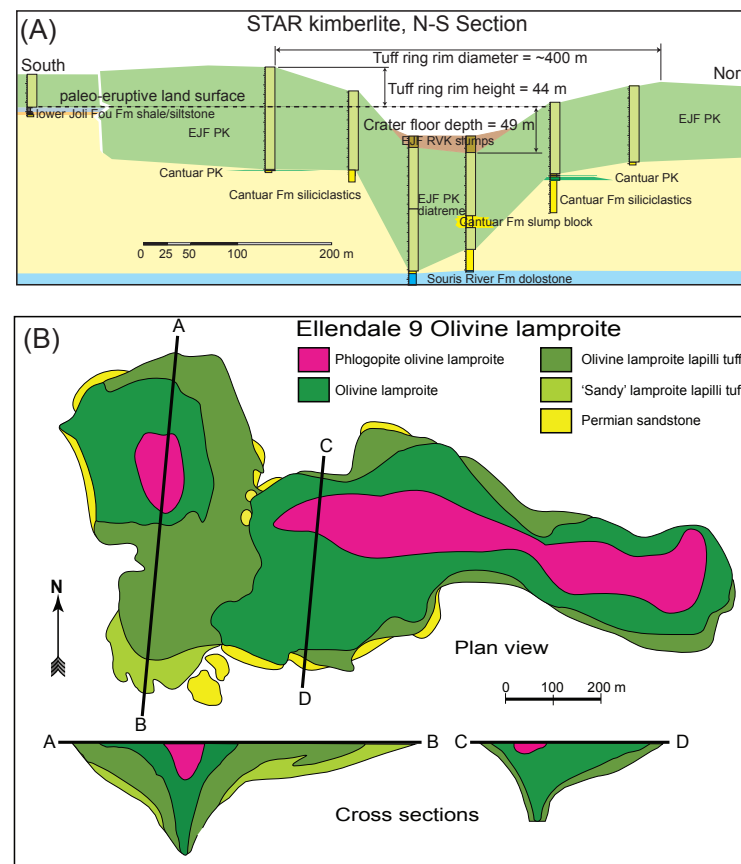 (A)
STAR kimberlite, N-S Section
South
Tuff ring rim diameter = ~400 m
Nor
Tuff ring rim height = 44 m
paleo-eruptive land surface
Crater floor depth = 49 m
lower Joli Fou Fm shale/siltstone
EJF PK
EJF RVK slumps
EJF PK
Cantuar PK
Cantuar PK
Cantuar Fm siliciclastics
EJF PK
diatreme
Cantuar Fm siliciclastics
Cantuar Fm slump block
0 25 50 100 200 m
Souris River Fm dolostone
(B)
Ellendale 9 Olivine lamproite
Phlogopite olivine lamproite
Olivine lamproite lapilli tuff
Olivine lamproite
'Sandy' lamproite lapilli tuff
Permian sandstone
A
C
N
Plan view
D
B
0 100 200 m
A B C D
Cross sections